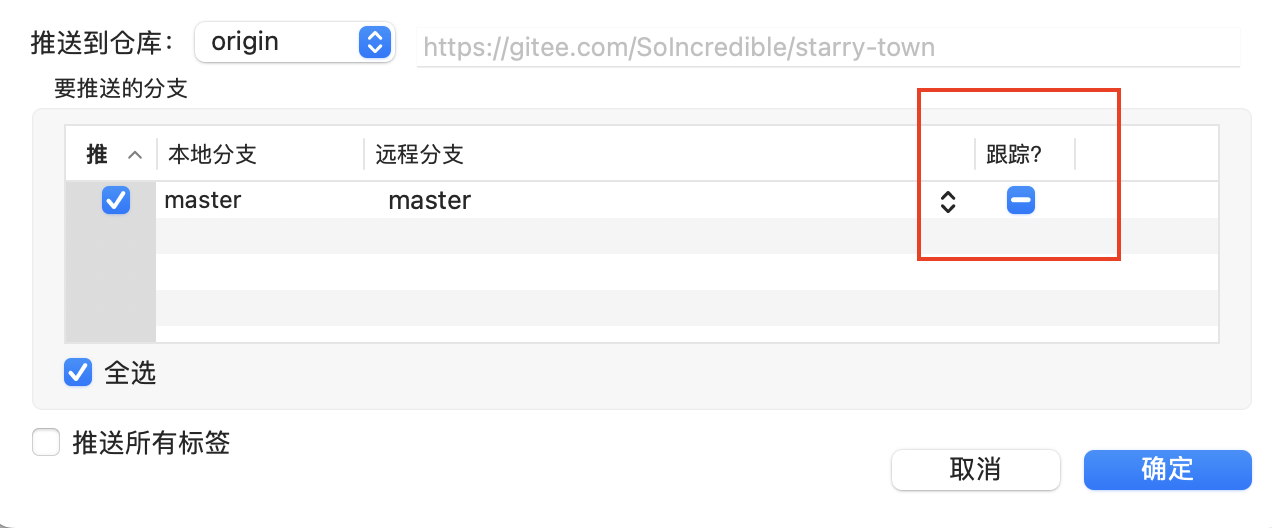 推送到仓库： origin https://gitee.com/SoIncredible/starry-town
要推送的分支
推 本地分支 远程分支 跟踪?
master master
全选
推送所有标签
取消 确定